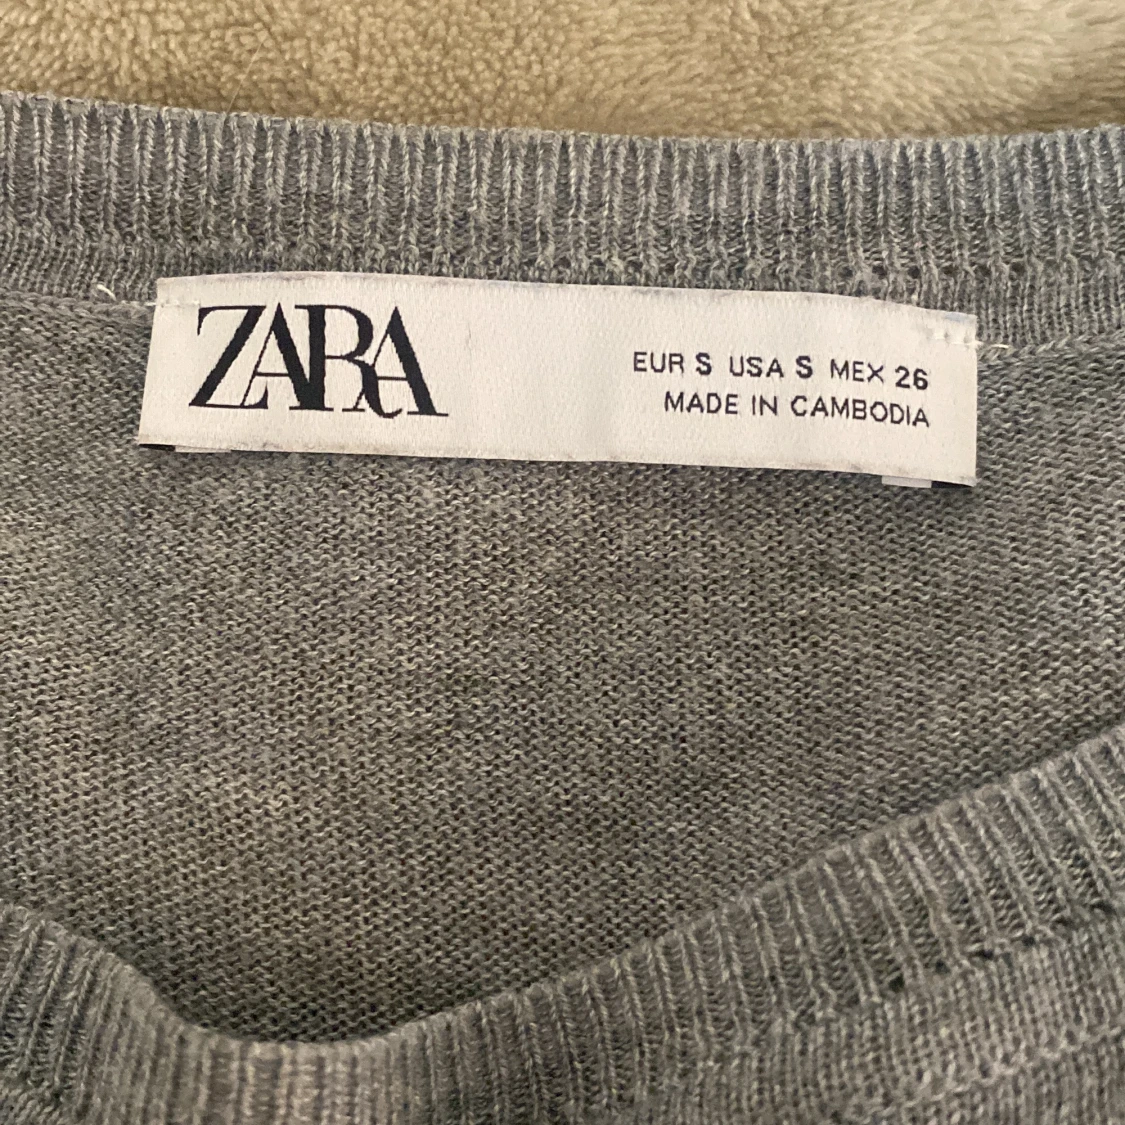 ZARA
EUR S USA S MEX 26
MADE IN CAMBODIA